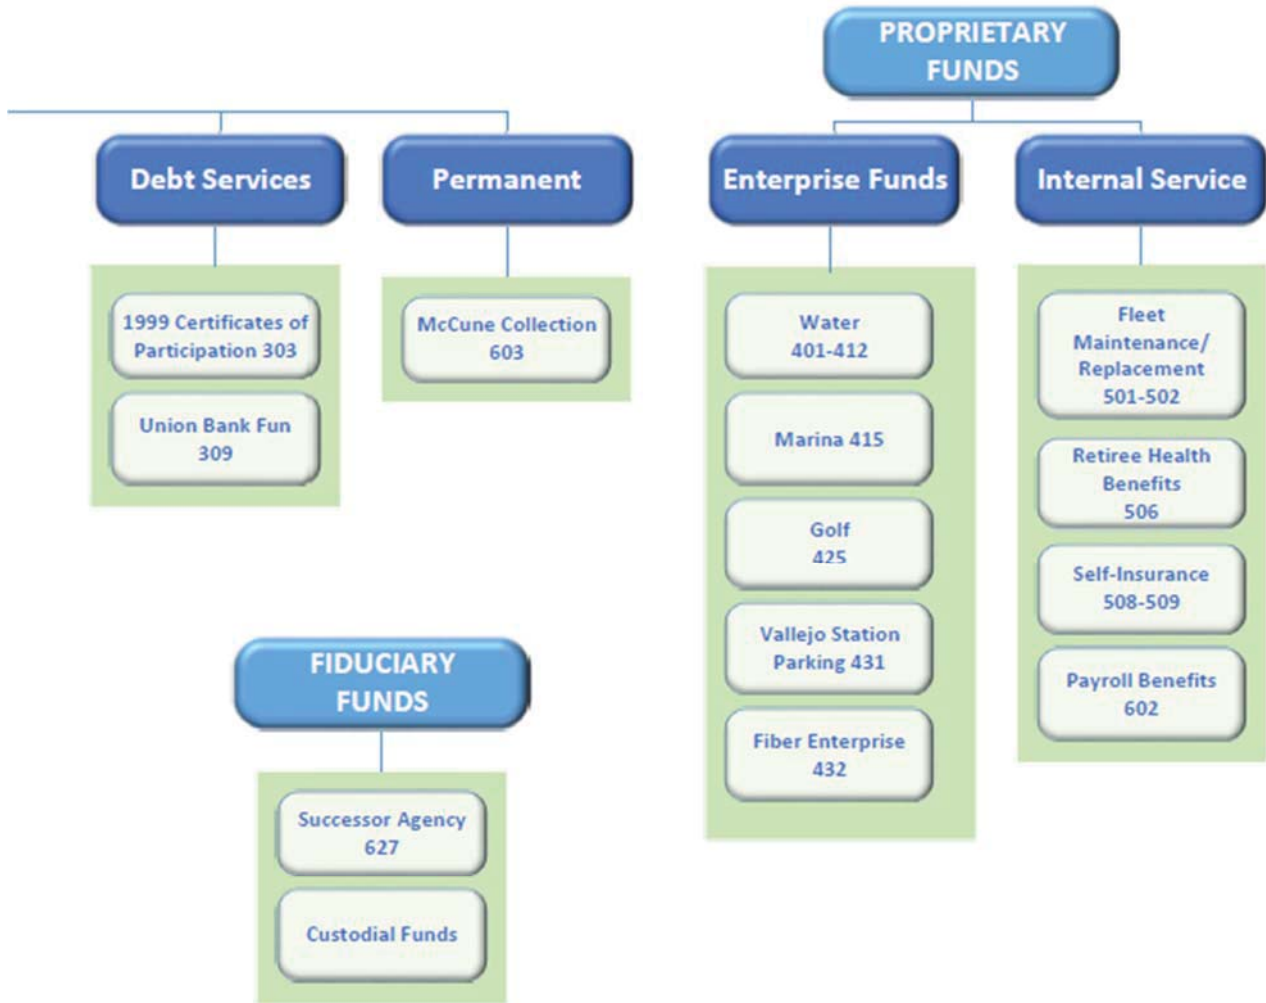 PROPRIETARY
FUNDS
Debt Services
Permanent
Enterprise Funds
Internal Service
1999 Certificates of
Participation 303
Union Bank Fun
309
McCune Collection
603
Water
401-412
Marina 415
Golf
425
Vallejo Station
Parking 431
Fiber Enterprise
432
Fleet
Maintenance/
Replacement
501-502
Retiree Health
Benefits
506
Self-Insurance
508-509
Payroll Benefits
602
FIDUCIARY
FUNDS
Successor Agency
627
Custodial Funds